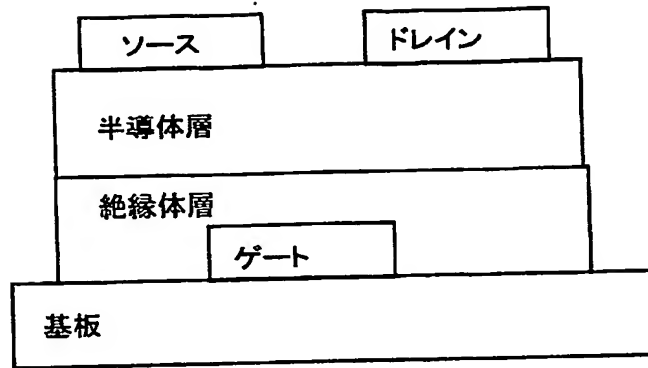 ソース
ドレイン
半導体層
絶縁体層
ゲート
基板